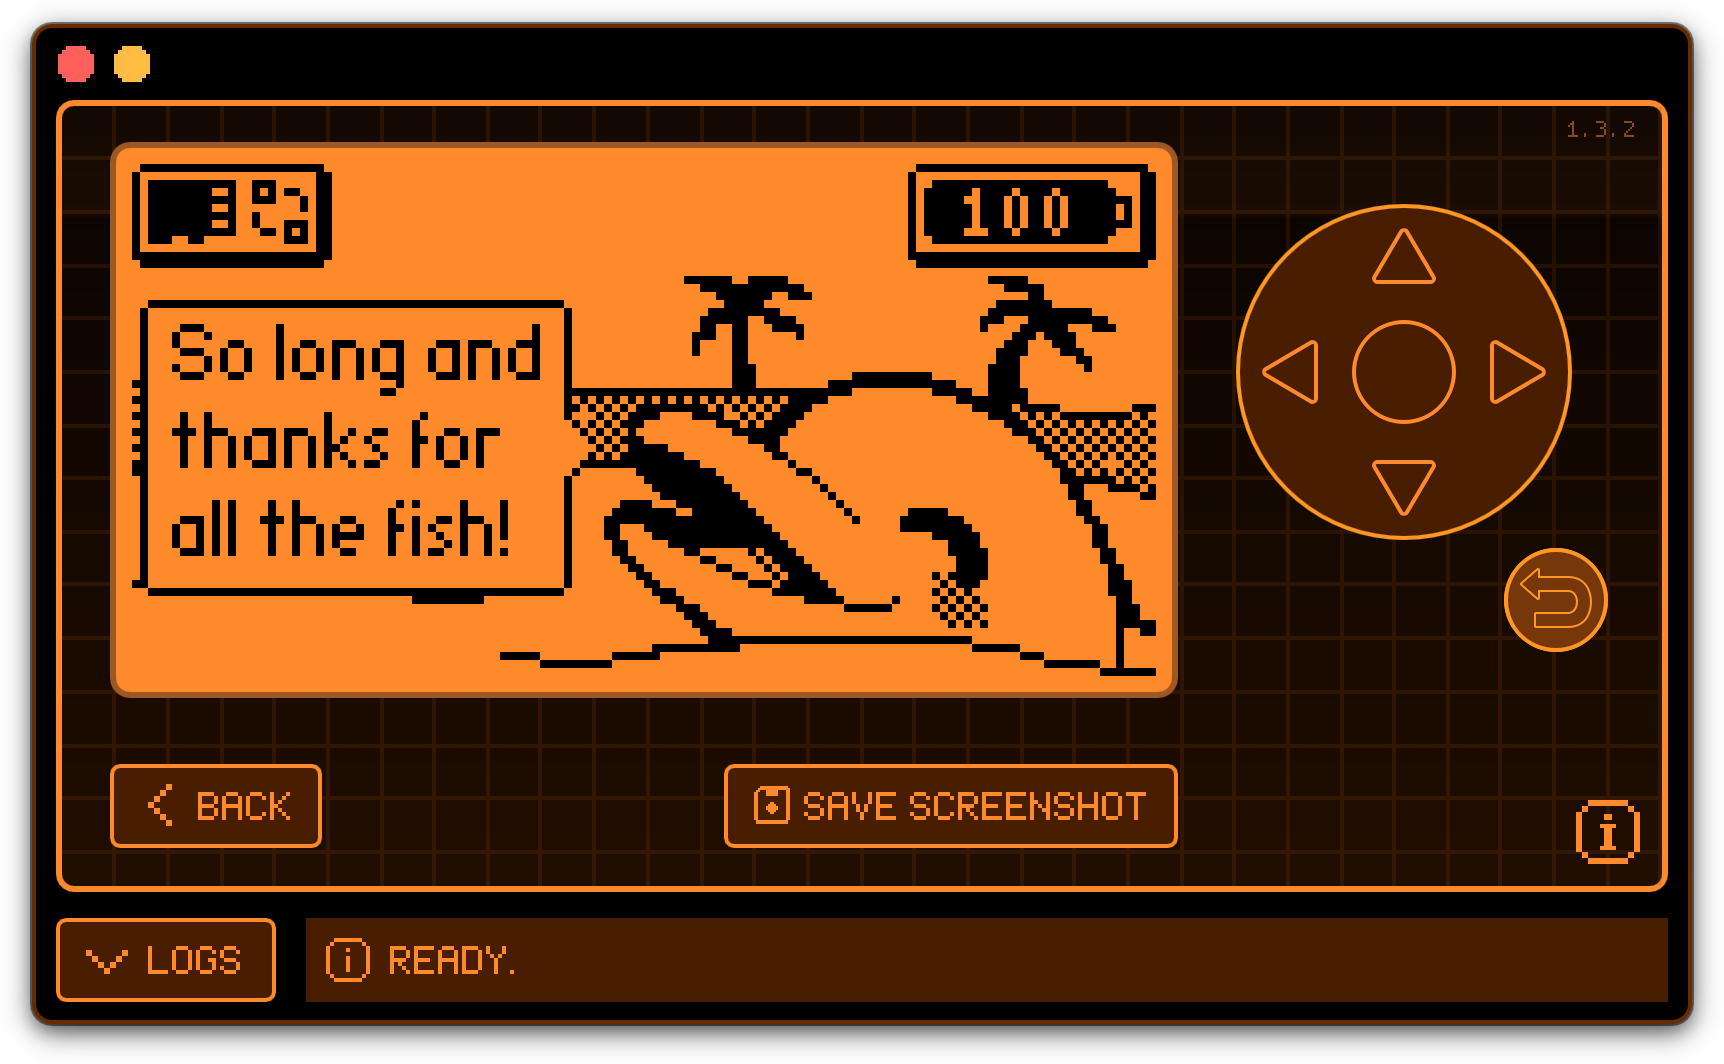 1.3.2
100
So long and
thanks for
all the fish!
BACK
SAVE SCREENSHOT
LOGS
READY.